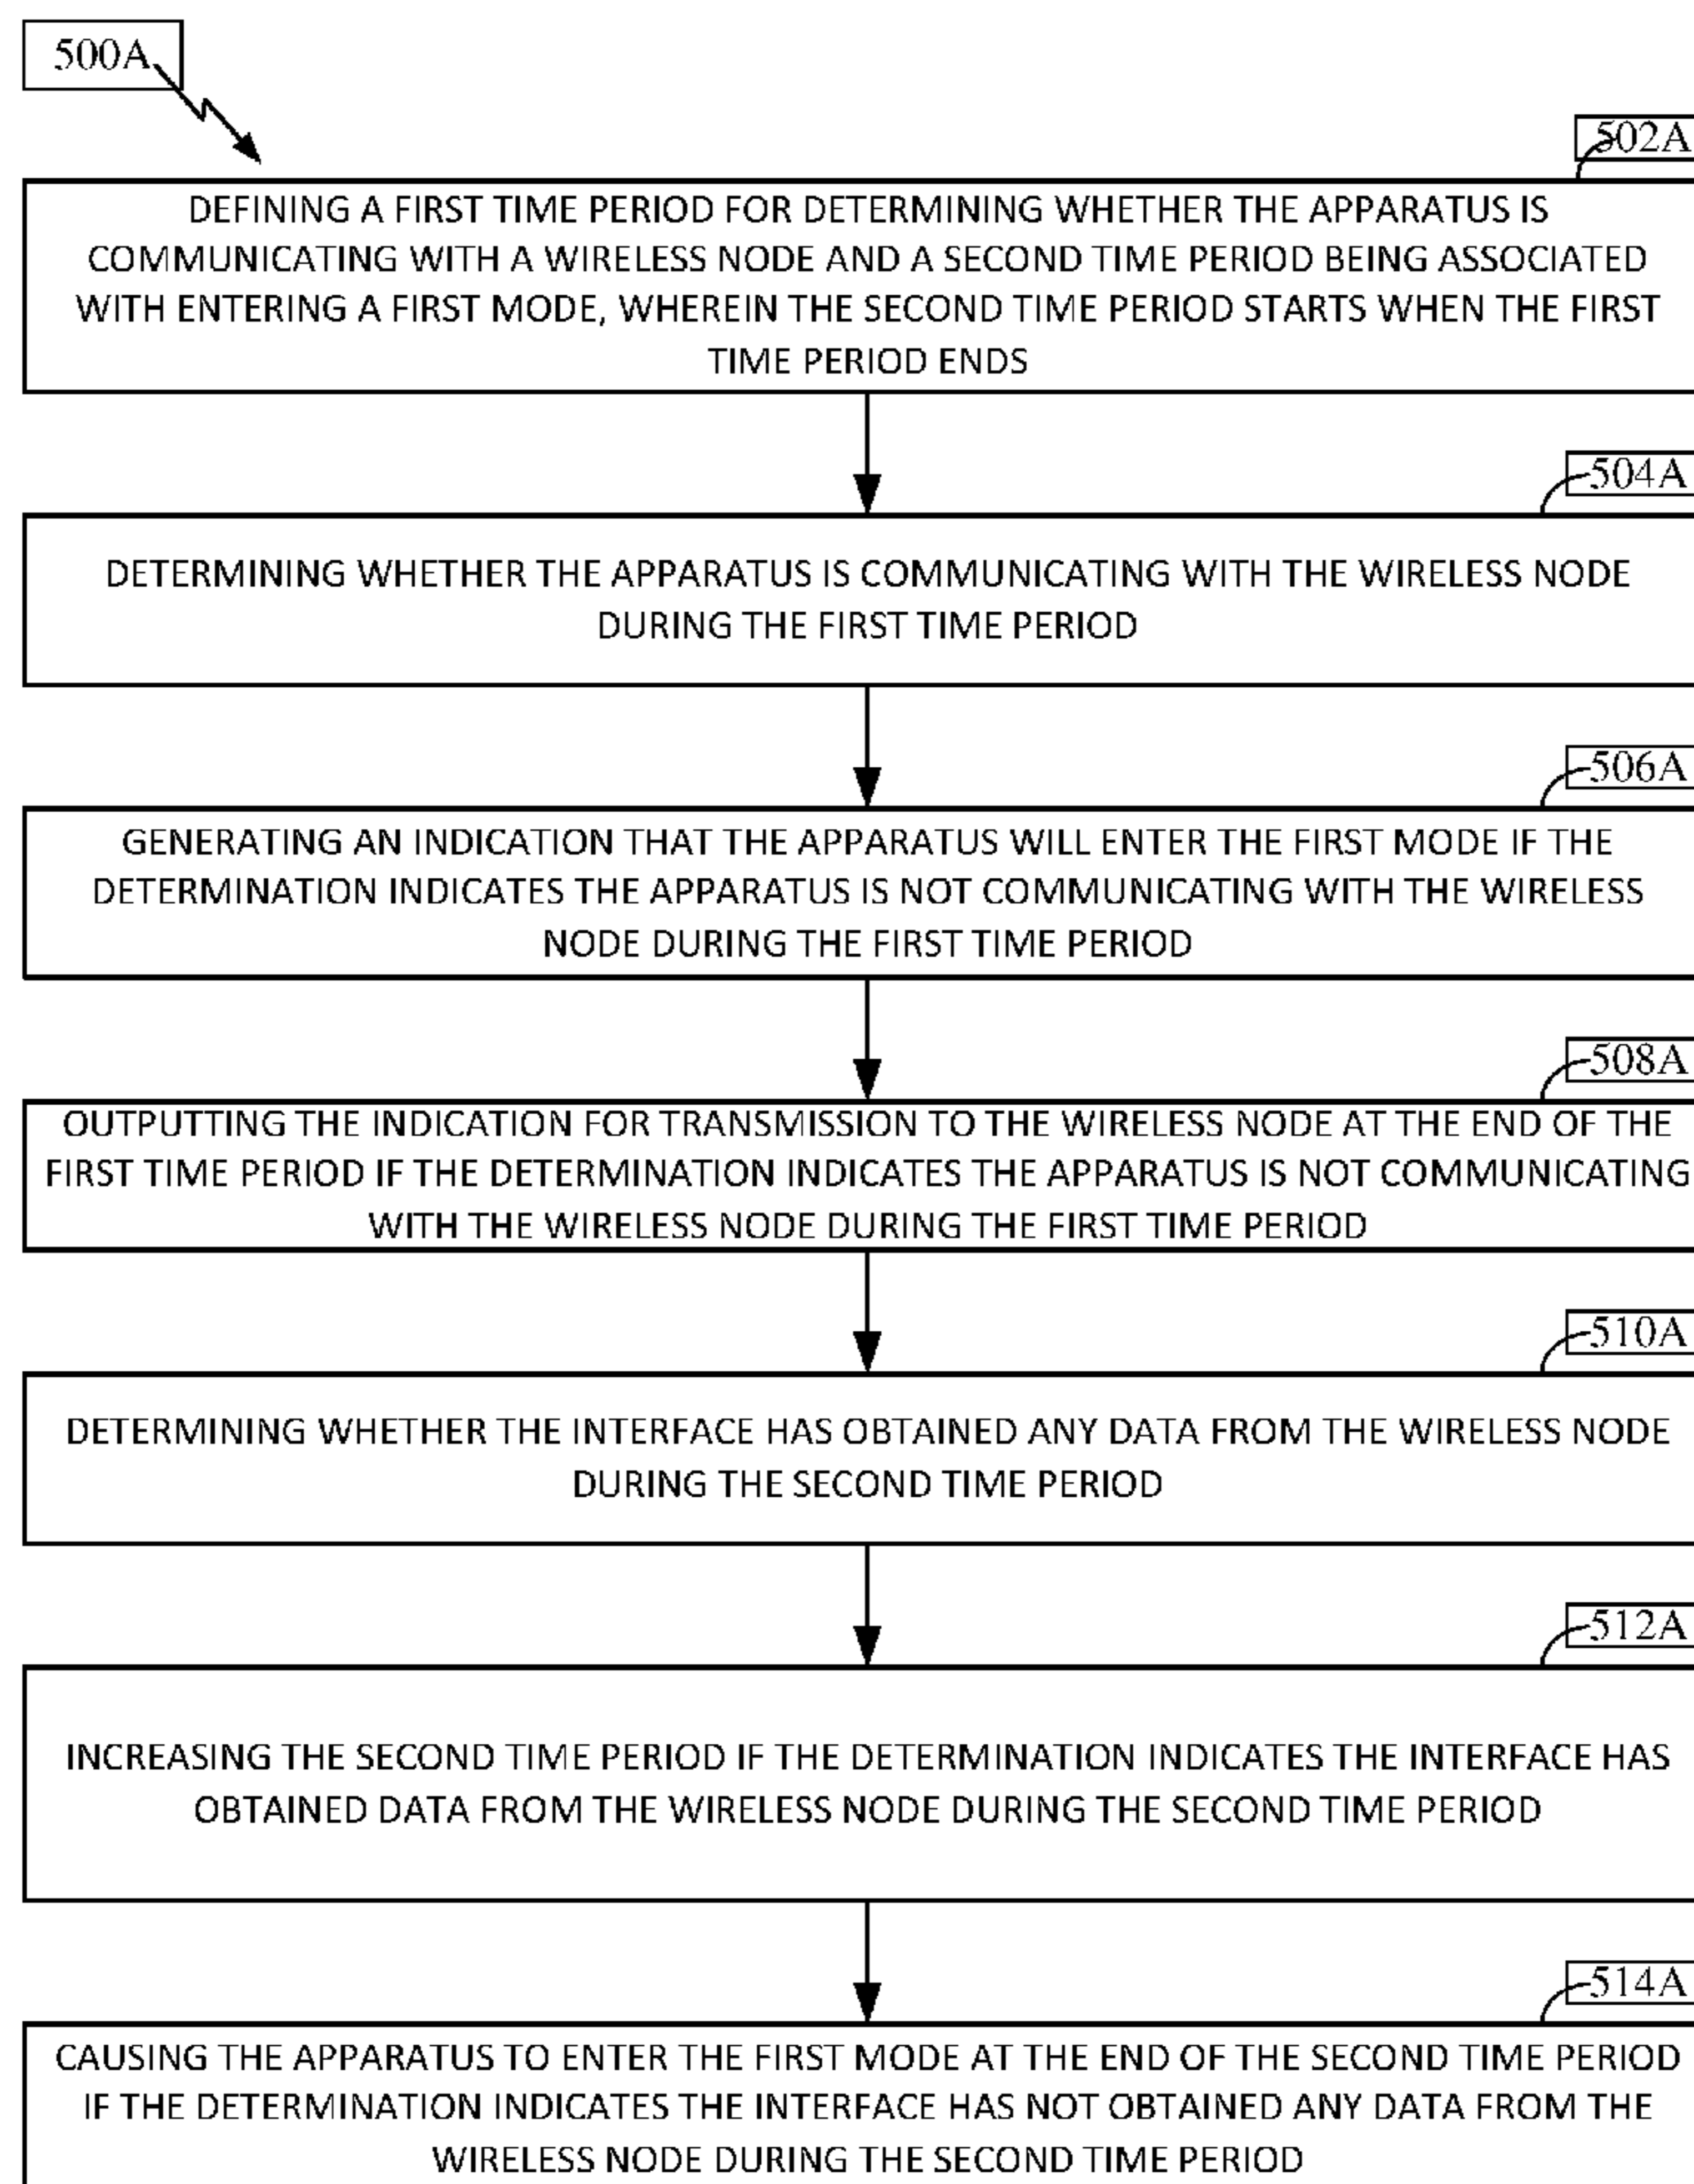 500A
502A
DEFINING A FIRST TIME PERIOD FOR DETERMINING WHETHER THE APPARATUS IS
COMMUNICATING WITH A WIRELESS NODE AND A SECOND TIME PERIOD BEING ASSOCIATED
WITH ENTERING A FIRST MODE, WHEREIN THE SECOND TIME PERIOD STARTS WHEN THE FIRST
TIME PERIOD ENDS
504A
DETERMINING WHETHER THE APPARATUS IS COMMUNICATING WITH THE WIRELESS NODE
DURING THE FIRST TIME PERIOD
506A
GENERATING AN INDICATION THAT THE APPARATUS WILL ENTER THE FIRST MODE IF THE
DETERMINATION INDICATES THE APPARATUS IS NOT COMMUNICATING WITH THE WIRELESS
NODE DURING THE FIRST TIME PERIOD
508A
OUTPUTTING THE INDICATION FOR TRANSMISSION TO THE WIRELESS NODE AT THE END OF THE
FIRST TIME PERIOD IF THE DETERMINATION INDICATES THE APPARATUS IS NOT COMMUNICATING
WITH THE WIRELESS NODE DURING THE FIRST TIME PERIOD
510A
DETERMINING WHETHER THE INTERFACE HAS OBTAINED ANY DATA FROM THE WIRELESS NODE
DURING THE SECOND TIME PERIOD
512A
INCREASING THE SECOND TIME PERIOD IF THE DETERMINATION INDICATES THE INTERFACE HAS
OBTAINED DATA FROM THE WIRELESS NODE DURING THE SECOND TIME PERIOD
514A
CAUSING THE APPARATUS TO ENTER THE FIRST MODE AT THE END OF THE SECOND TIME PERIOD
IF THE DETERMINATION INDICATES THE INTERFACE HAS NOT OBTAINED ANY DATA FROM THE
WIRELESS NODE DURING THE SECOND TIME PERIOD